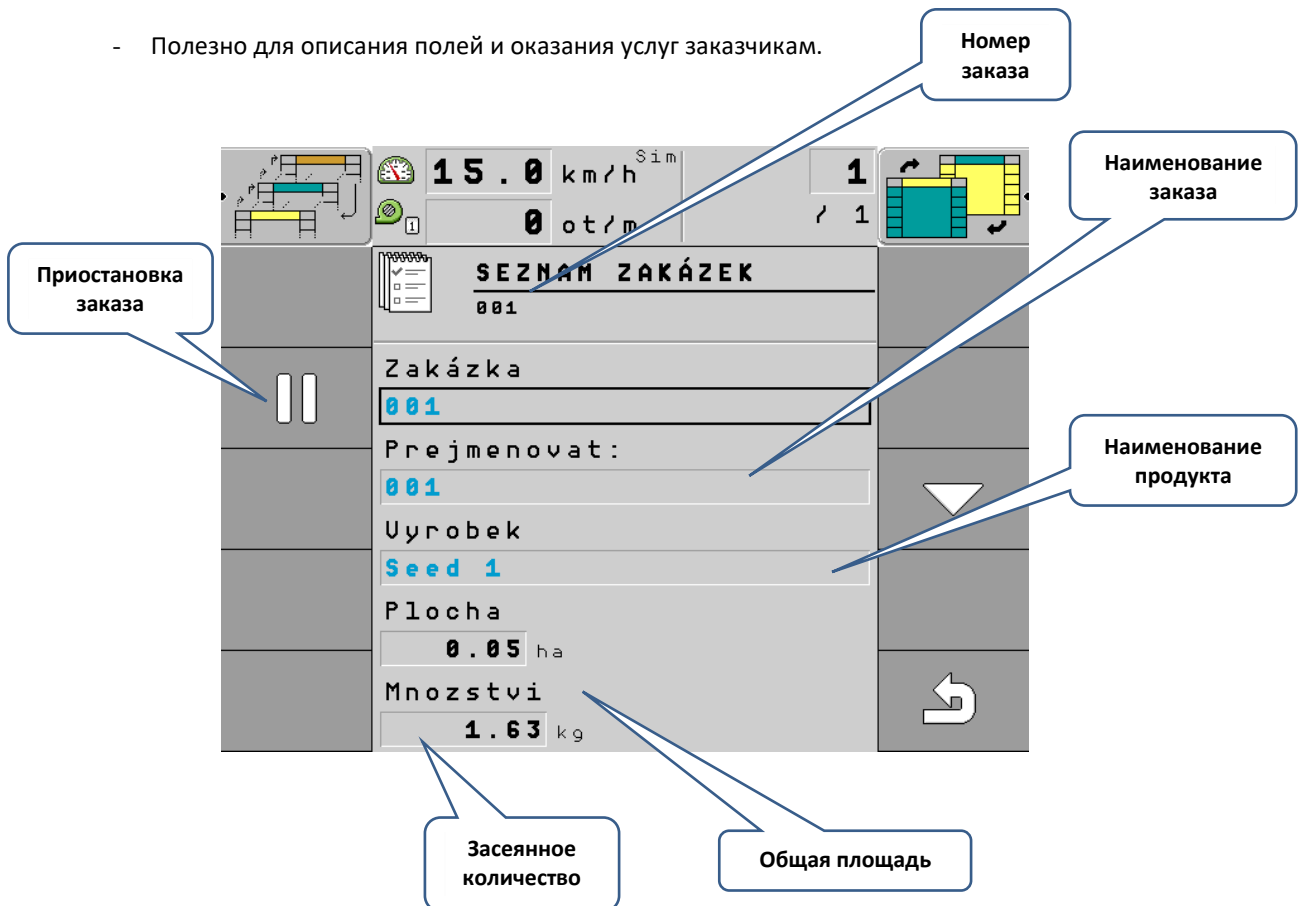 - Полезно для описания полей и оказания услуг заказчикам.
Номер
заказа
Наименование
заказа
Приостановка
заказа
Наименование
продукта
15.0 km/h Sim
1
1
0 ot/m
/ 1
SEZNAM ZAKÁZEK
001
Zakázka
001
Prejmenovat:
001
Vyrobek
Seed 1
Plocha
0.05 ha
Mnozstvi
1.63 kg
Засеянное
количество
Общая площадь